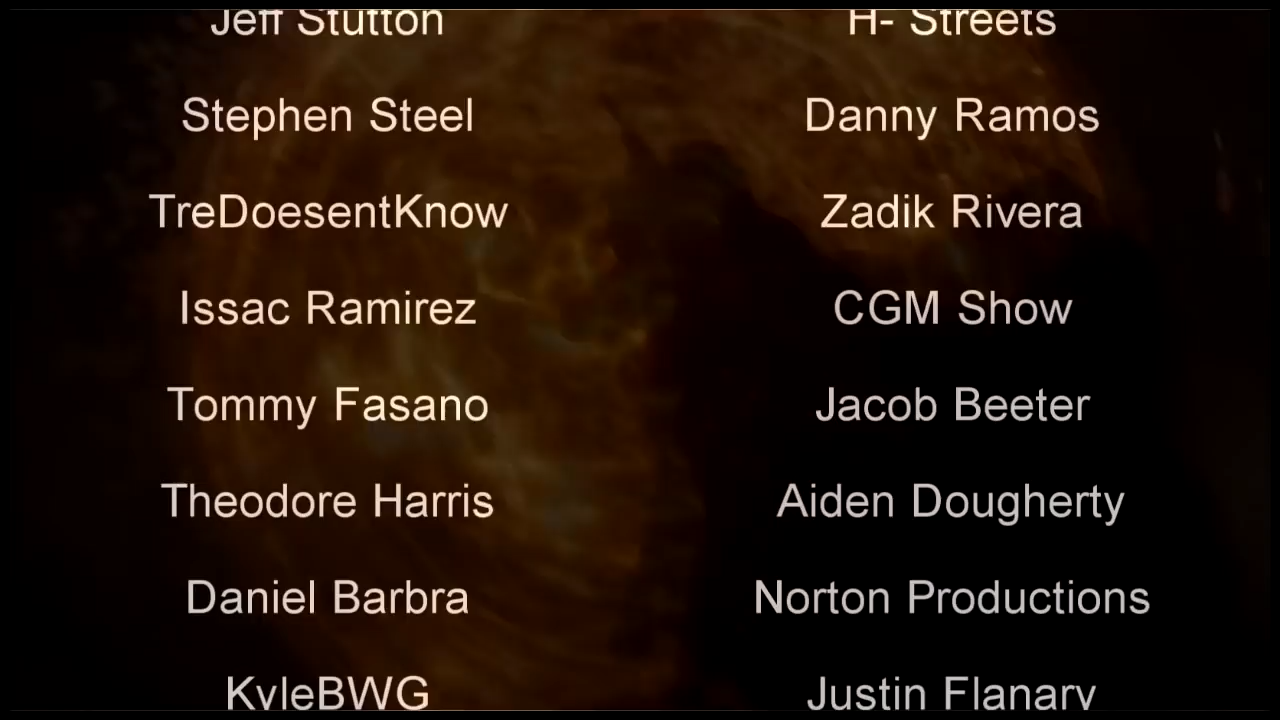 Jeff Stutton
H- Streets
Stephen Steel
Danny Ramos
TreDoesentKnow
Zadik Rivera
Issac Ramirez
CGM Show
Tommy Fasano
Jacob Beeter
Theodore Harris
Aiden Dougherty
Daniel Barbra
Norton Productions
KyleBWG
Justin Flanary